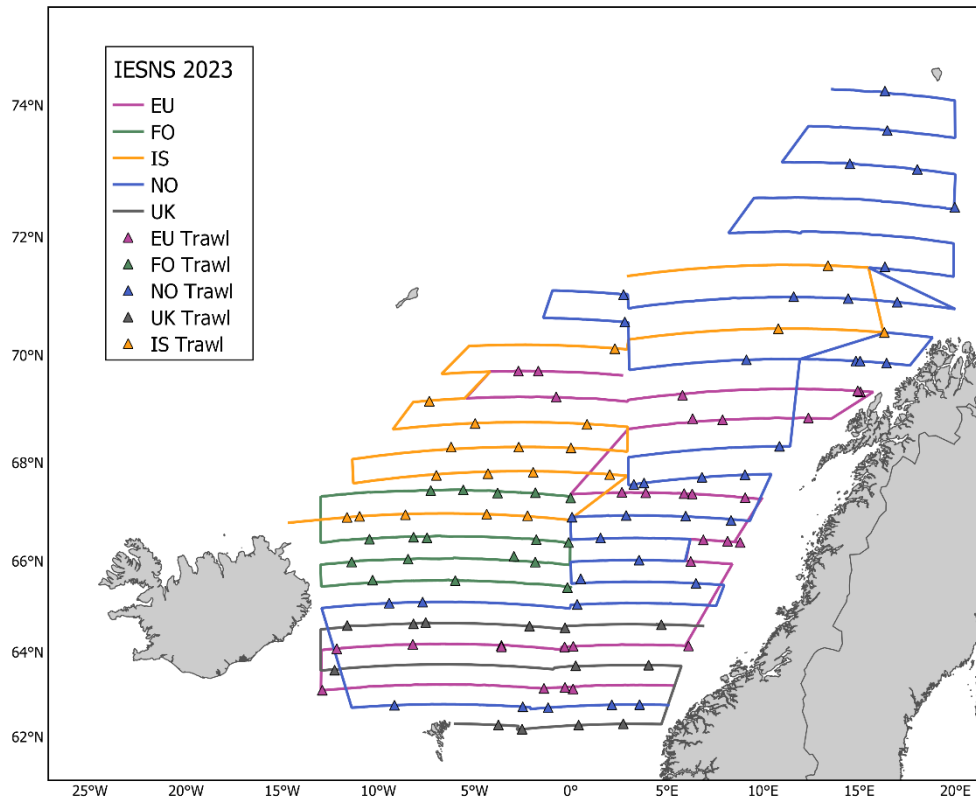 IESNS 2023
EU
FO
IS
NO
UK
EU Trawl
FO Trawl
NO Trawl
UK Trawl
IS Trawl
74°N
72°N
70°N
68°N
66°N
64°N
62°N
25°W 20°W 15°W 10°W 5°W 0° 5°E 10°E 15°E 20°E